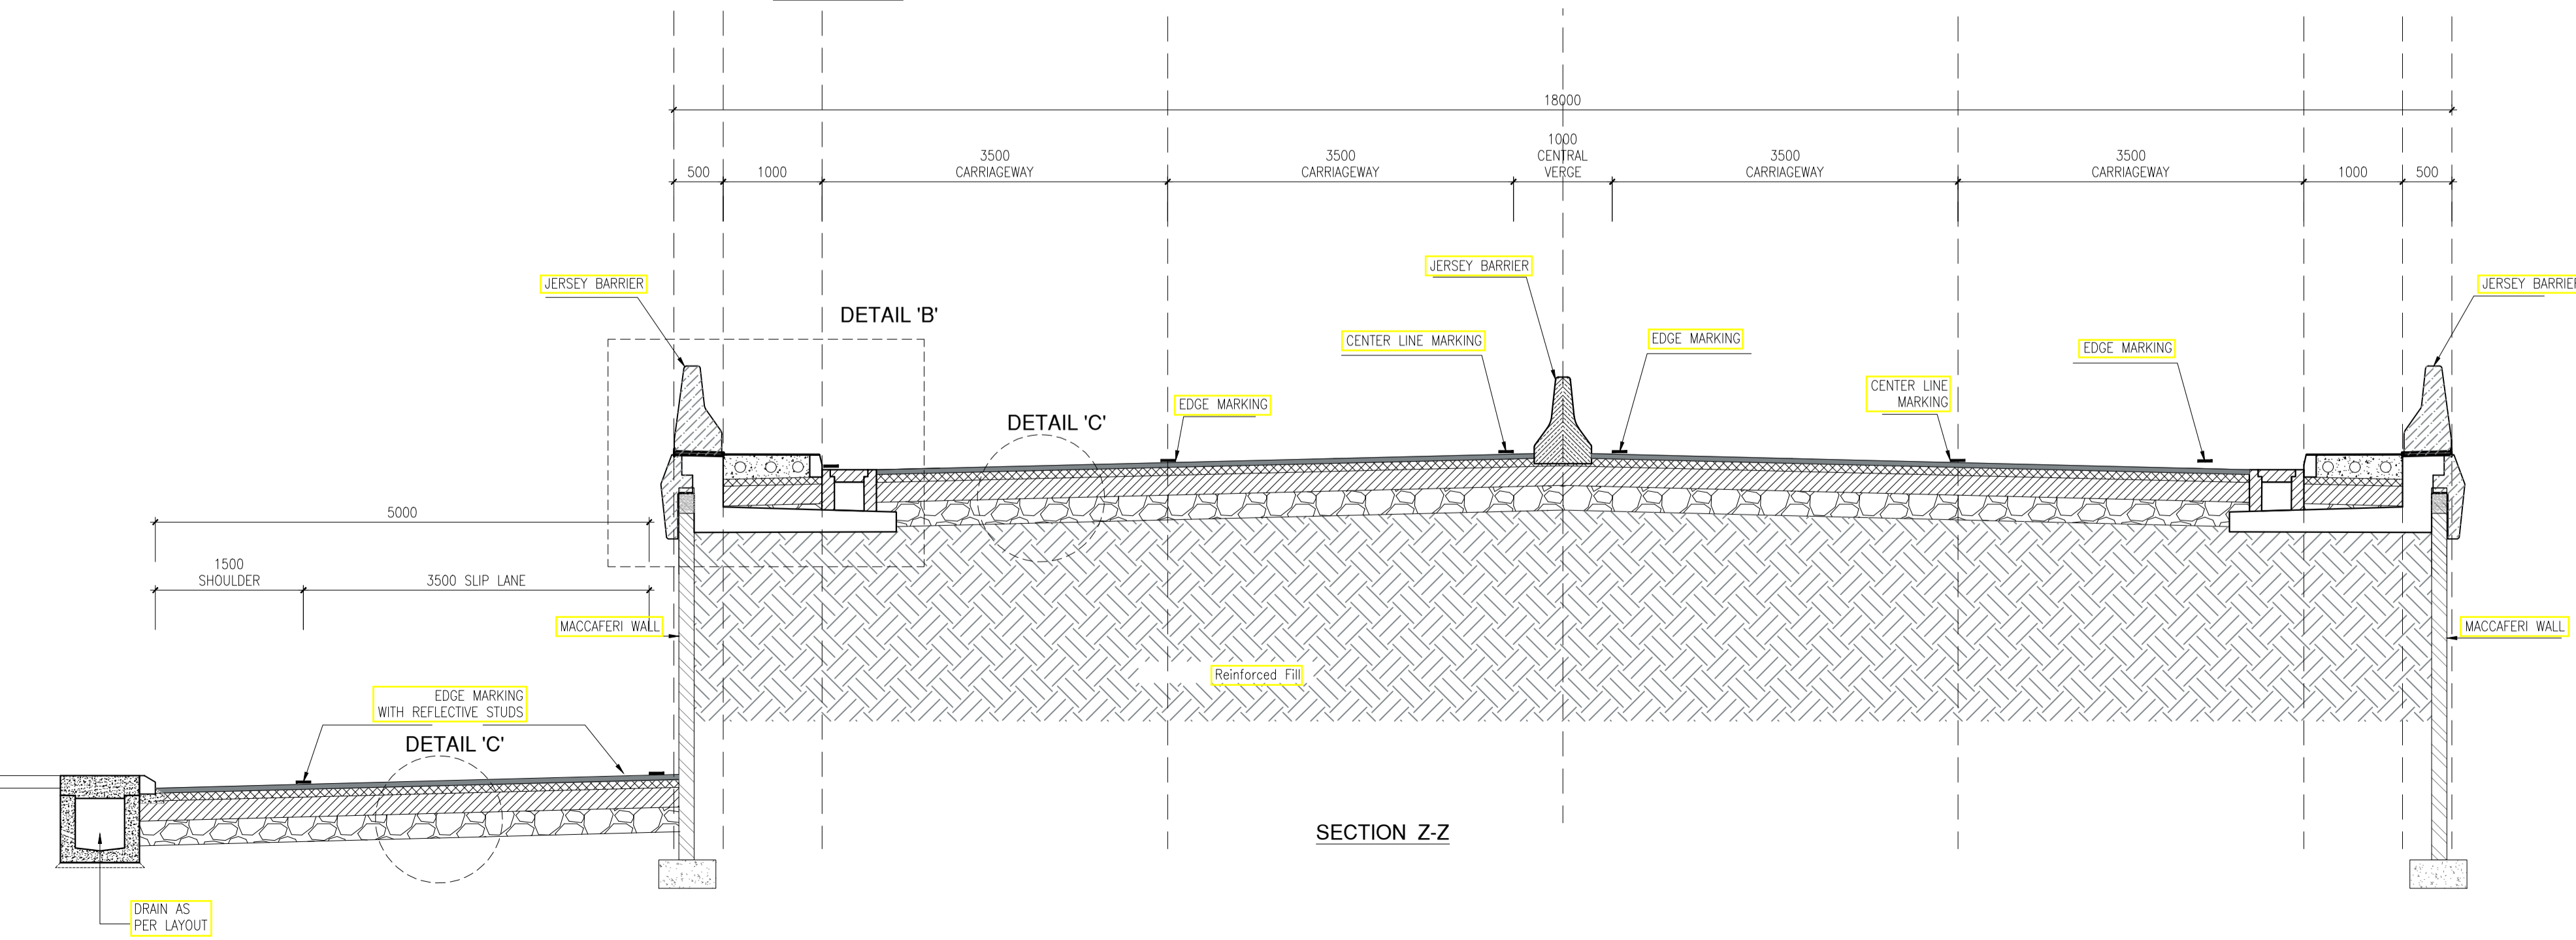 18000
500
1000
3500
CARRIAGEWAY
3500
CARRIAGEWAY
1000
CENTRAL
VERGE
3500
CARRIAGEWAY
3500
CARRIAGEWAY
1000
500
JERSEY BARRIER
JERSEY BARRIER
JERSEY BARRIER
DETAIL 'B'
CENTER LINE MARKING
EDGE MARKING
EDGE MARKING
CENTER LINE
MARKING
EDGE MARKING
DETAIL 'C'
5000
1500
SHOULDER
3500 SLIP LANE
MACCAFERI WALL
MACCAFERI WALL
Reinforced Fill
EDGE MARKING
WITH REFLECTIVE STUDS
DETAIL 'C'
SECTION Z-Z
DRAIN AS
PER LAYOUT